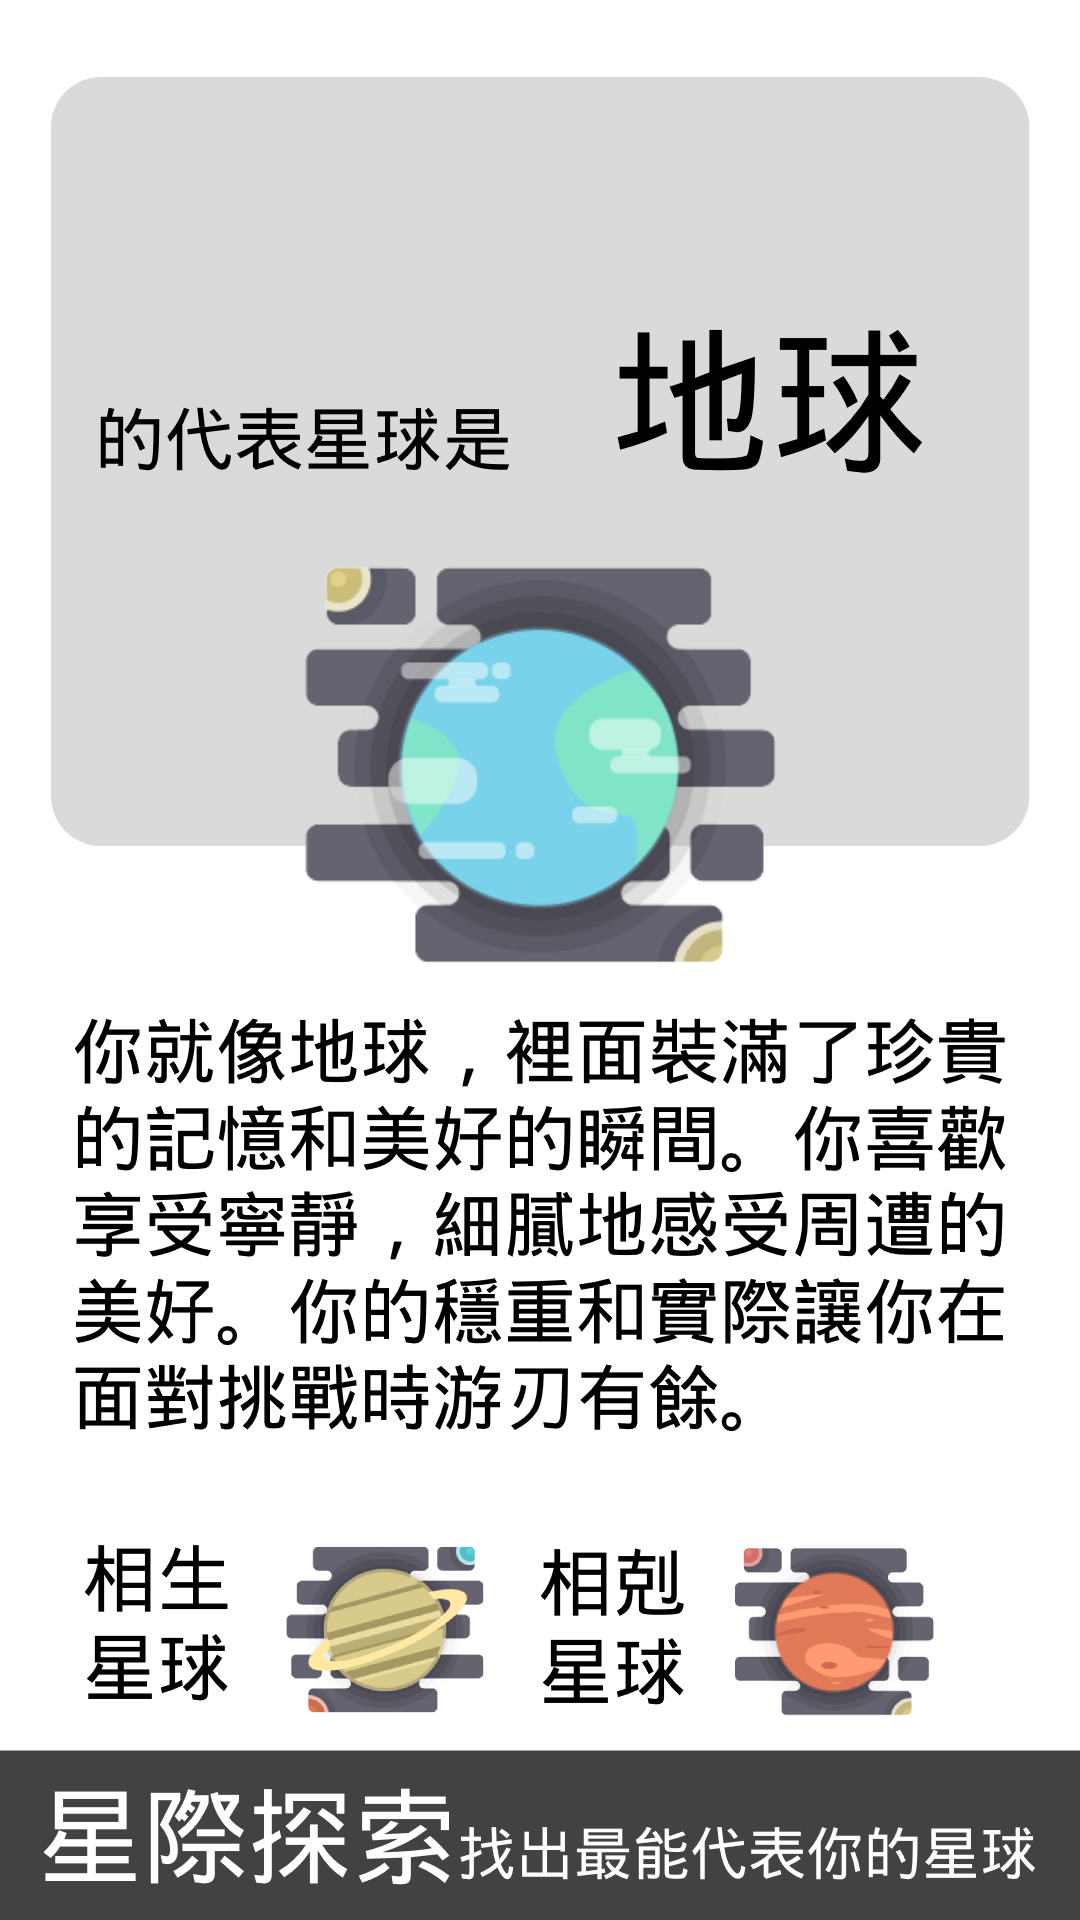 的代表星球是 地球
你就像地球，裡面裝滿了珍貴
的記憶和美好的瞬間。你喜歡
享受寧靜，細膩地感受周遭的
美好。你的穩重和實際讓你在
面對挑戰時游刃有餘。
相生
星球
相剋
星球
星際探索找出最能代表你的星球